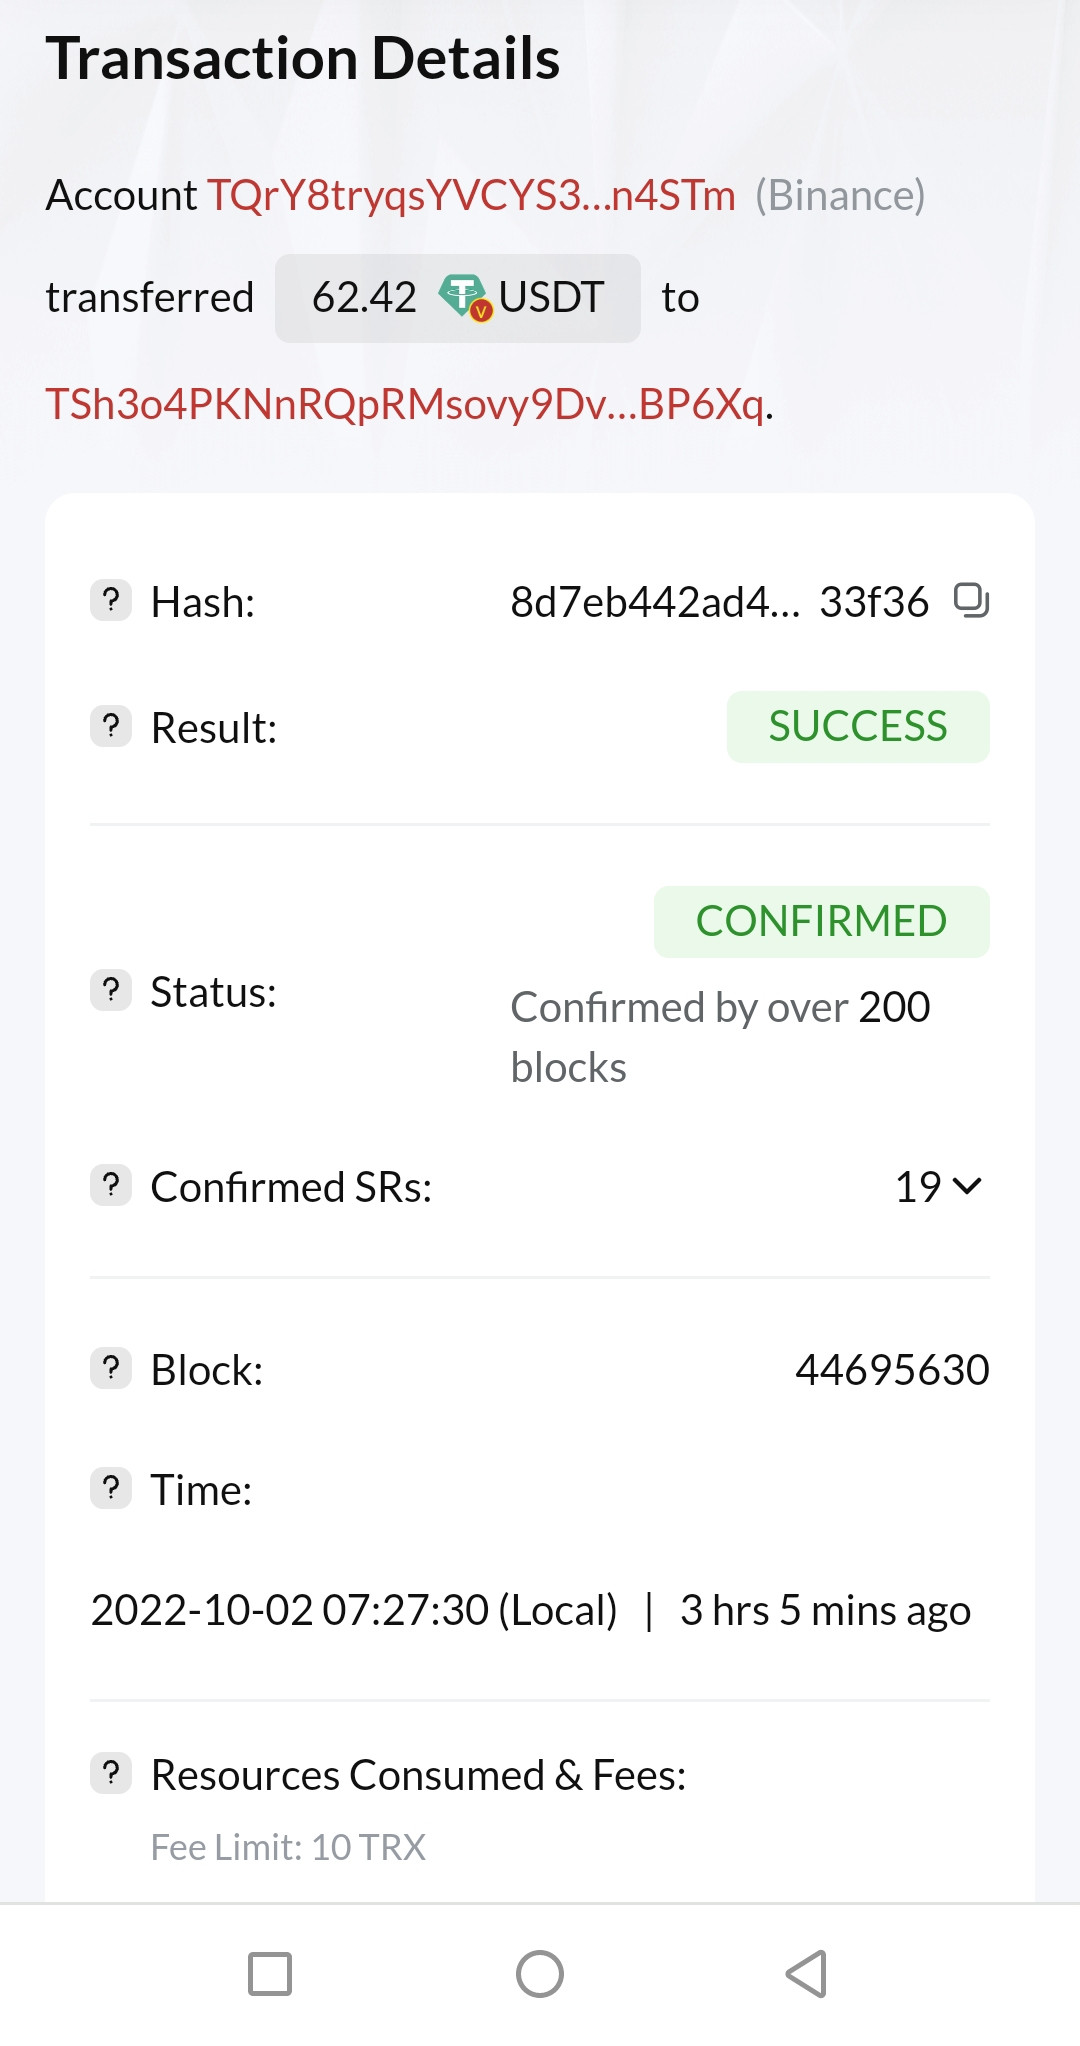 Transaction Details
Account TQrY8tryqsYVCYS3...n4STm (Binance)
transferred 62.42 USDT to
TSh3o4PKNnRQpRMsovy9Dv...BP6Xq.
? Hash: 8d7eb442ad4... 33f36
? Result: SUCCESS
CONFIRMED
? Status: Confirmed by over 200
blocks
? Confirmed SRs: 19
? Block: 44695630
? Time:
2022-10-02 07:27:30 (Local) | 3 hrs 5 mins ago
? Resources Consumed & Fees:
Fee Limit: 10 TRX